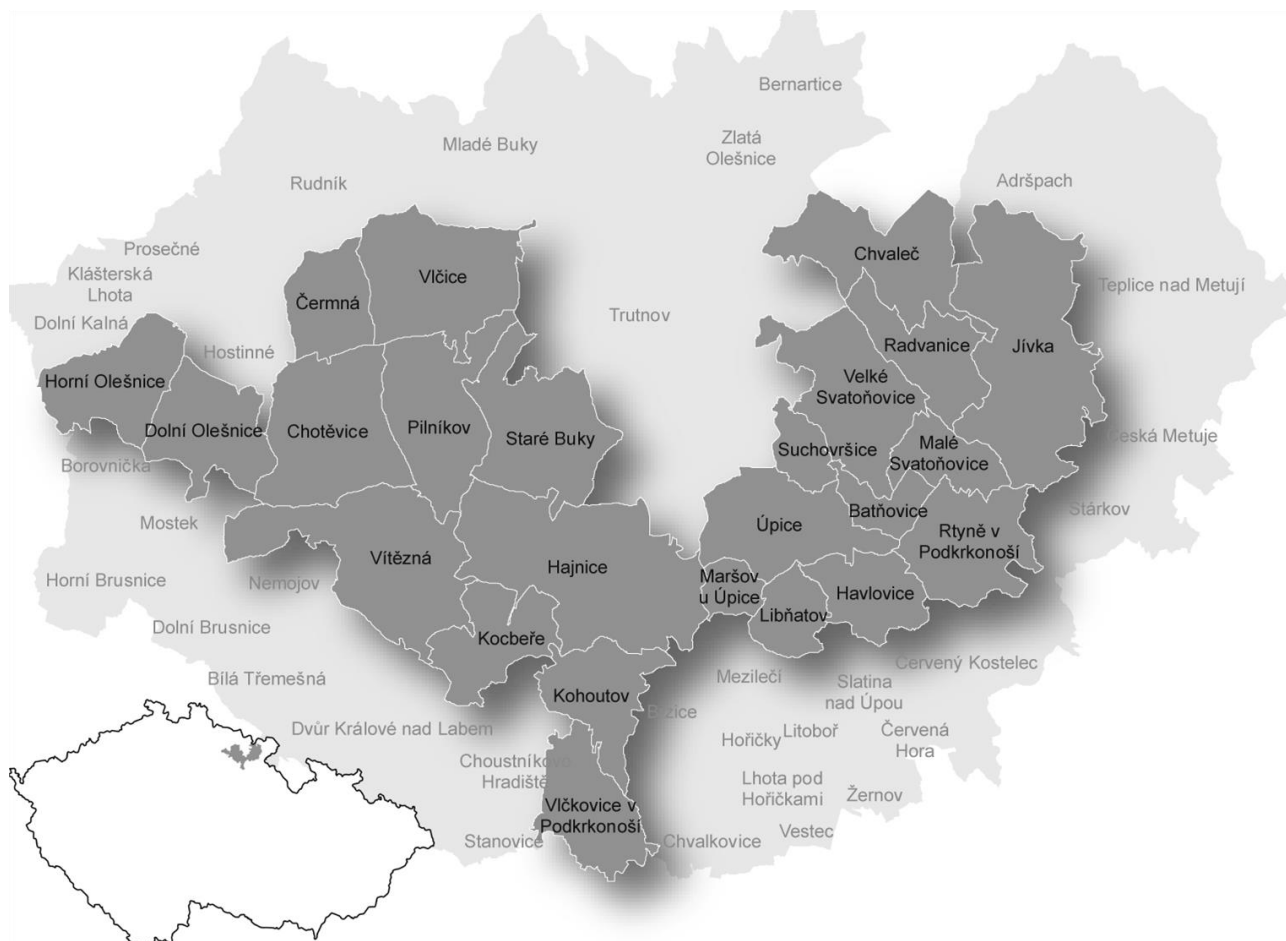 Bernartice
Mladé Buky
Zlatá
Olešnice
Rudník
Adršpach
Prosečné
Klášterská
Lhota
Chvaleč
Vlčice
Čermná
Teplice nad Metují
Dolní Kalná
Trutnov
Hostinné
Radvanice
Jívka
Horní Olešnice
Velké
Svatoňovice
Dolní Olešnice
Chotěvice
Pilníkov
Staré Buky
Suchovršice
Malé
Svatoňovice
Česká Metuje
Borovnička
Mostek
Úpice
Batňovice
Stárkov
Rtyně v
Podkrkonoší
Vítězná
Hajnice
Horní Brusnice
Nemojov
Maršov
u Úpice
Havlovice
Libňatov
Dolní Brusnice
Kocbeře
Červený Kostelec
Bílá Třemešná
Mezilečí
Slatina
nad Úpou
Kohoutov
Brzice
Dvůr Králové nad Labem
Hořičky
Litoboř
Červená
Hora
Choustníkovo
Hradiště
Lhota pod
Hořičkami
Žernov
Vlčkovice v
Podkrkonoší
Stanovice
Chvalkovice
Vestec